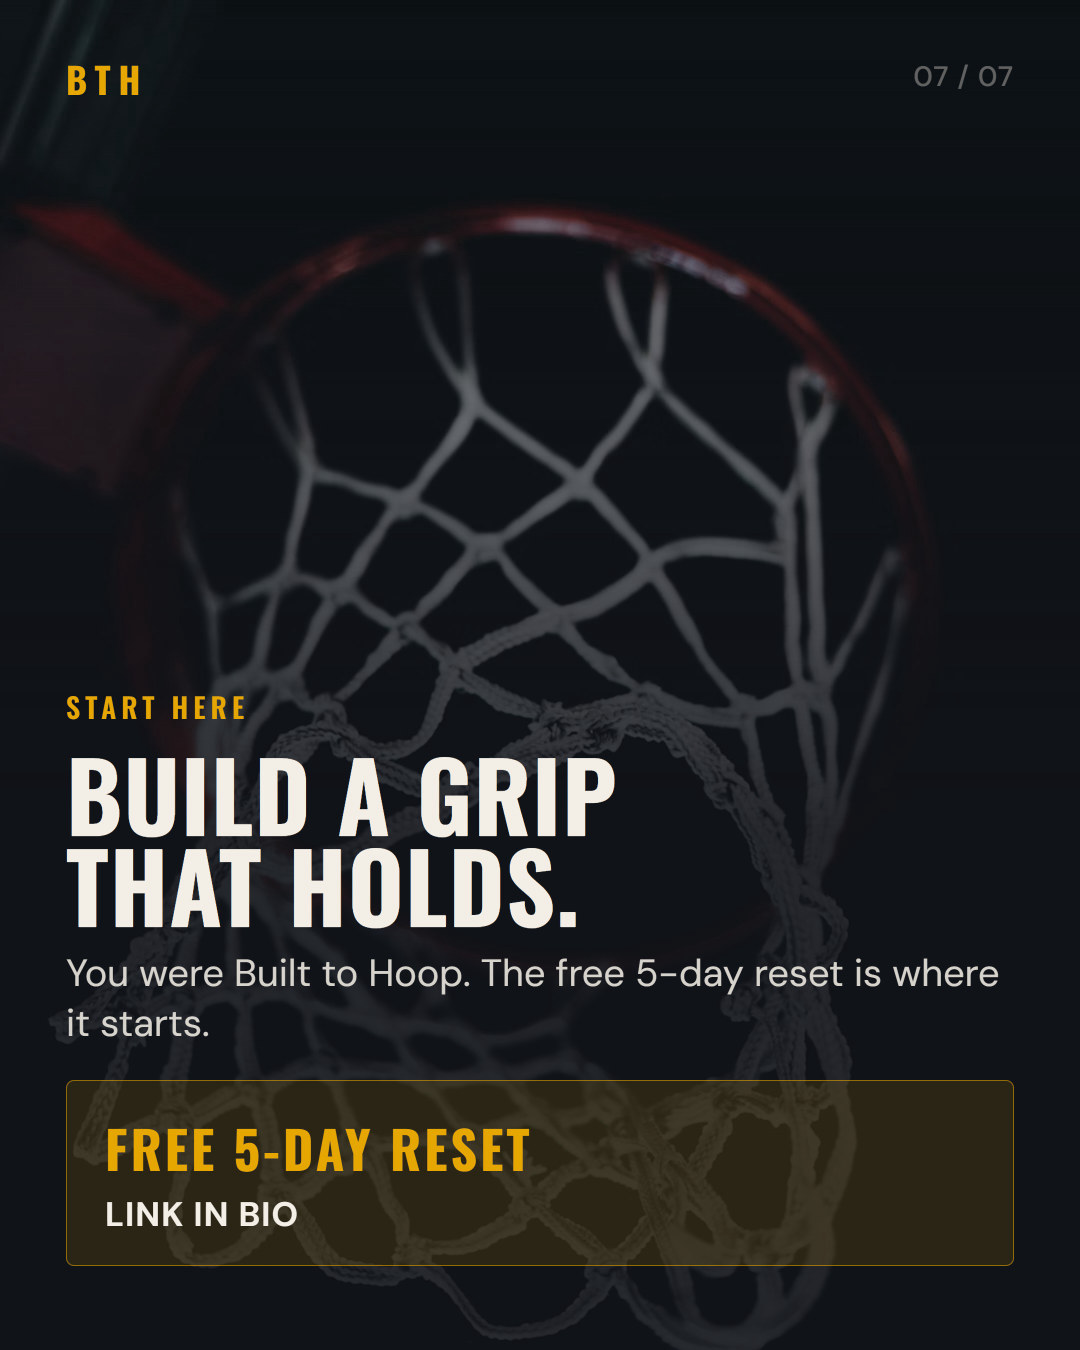 BTH
07 / 07
START HERE
BUILD A GRIP
THAT HOLDS.
You were Built to Hoop. The free 5-day reset is where
it starts.
FREE 5-DAY RESET
LINK IN BIO